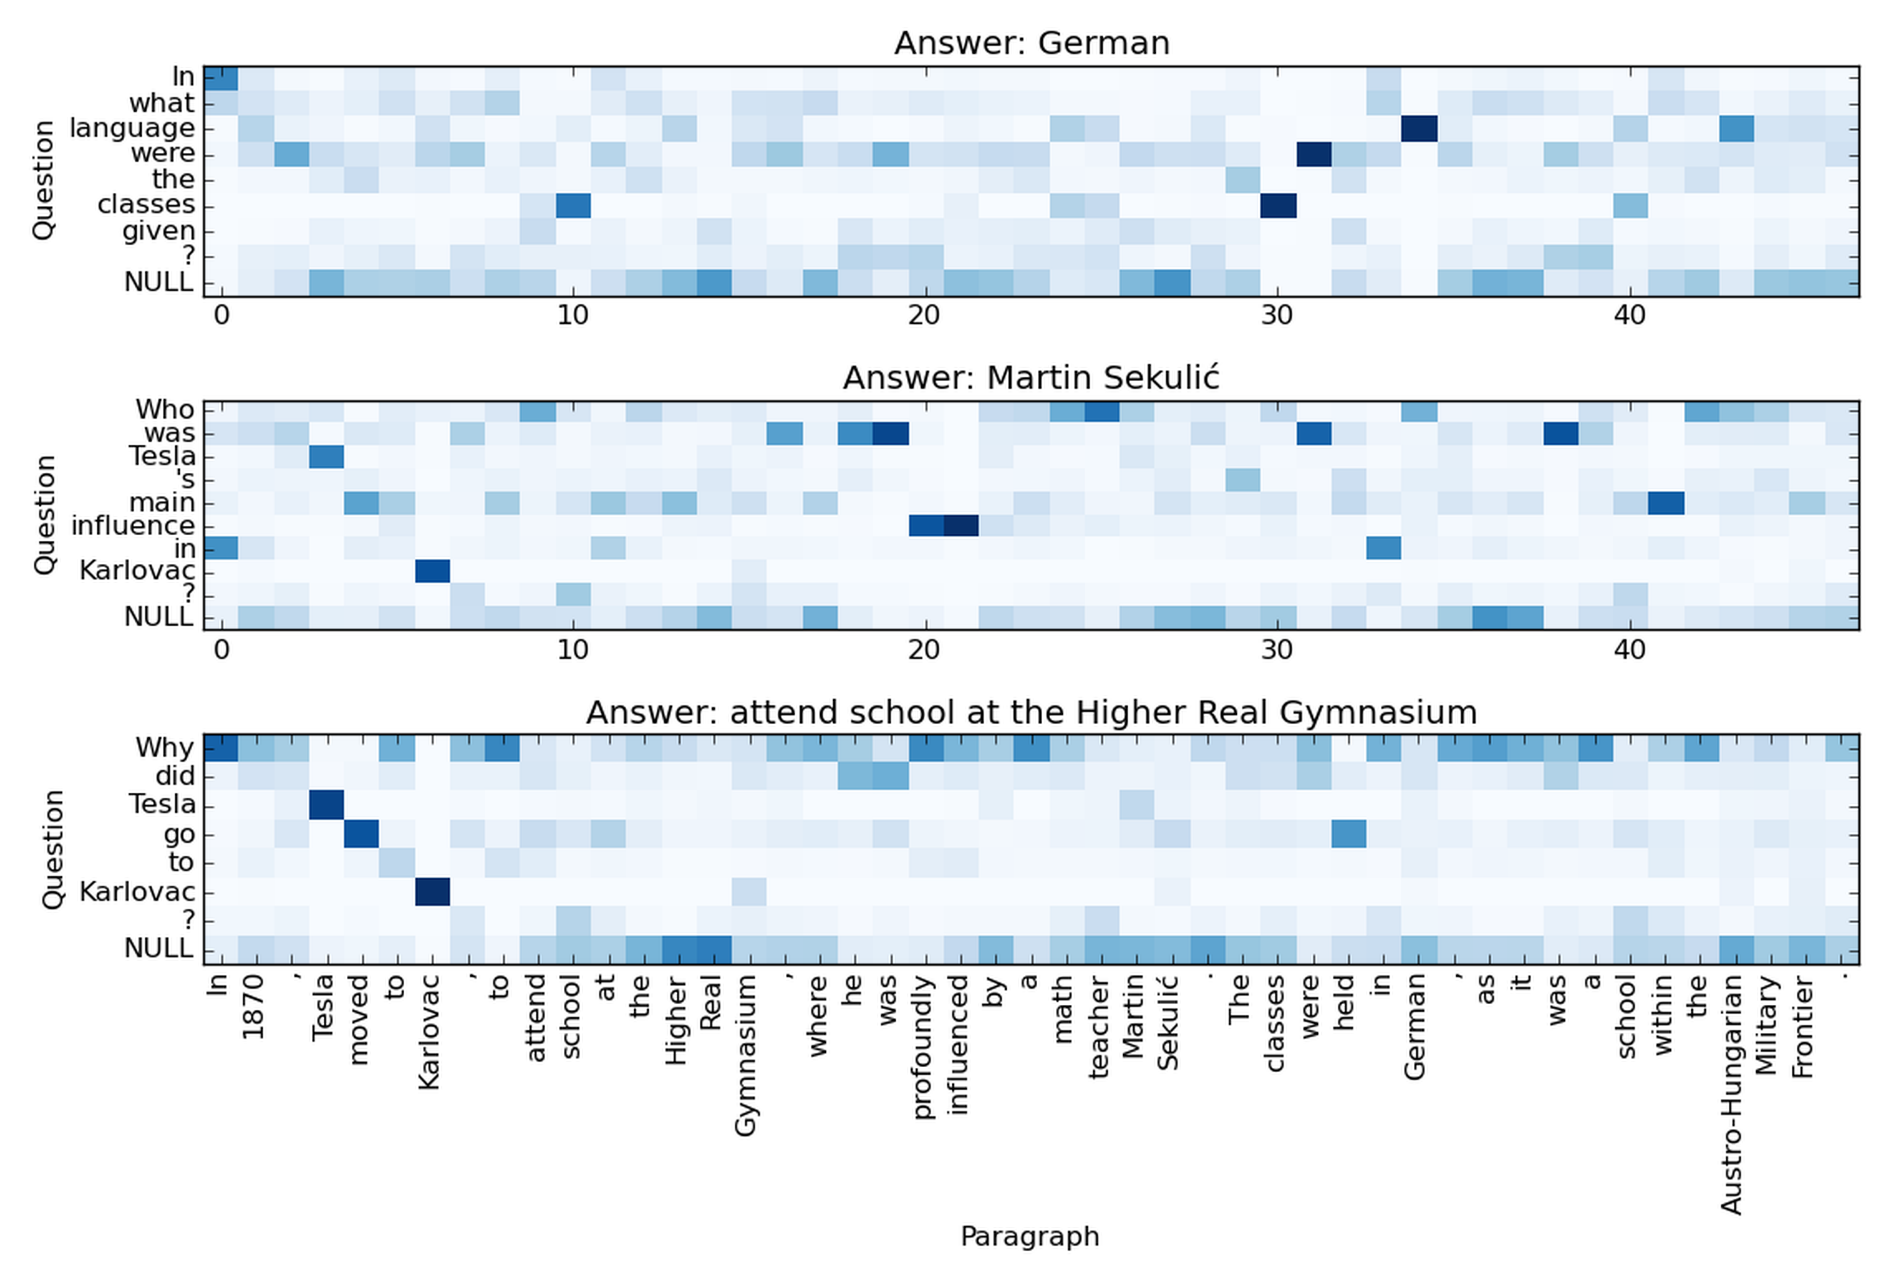 Answer: German
Question
In
what
language
were
the
classes
given
?
NULL
0 10 20 30 40
Answer: Martin Sekulić
Question
Who
was
Tesla
's
main
influence
in
Karlovac
?
NULL
0 10 20 30 40
Answer: attend school at the Higher Real Gymnasium
Question
Why
did
Tesla
go
to
Karlovac
?
NULL
In 1870 , Tesla moved to Karlovac , to attend school at the Higher Real Gymnasium , where he was profoundly influenced by a math teacher Martin Sekulić . The classes were held in German , as it was a school within the Austro-Hungarian Military Frontier .
Paragraph